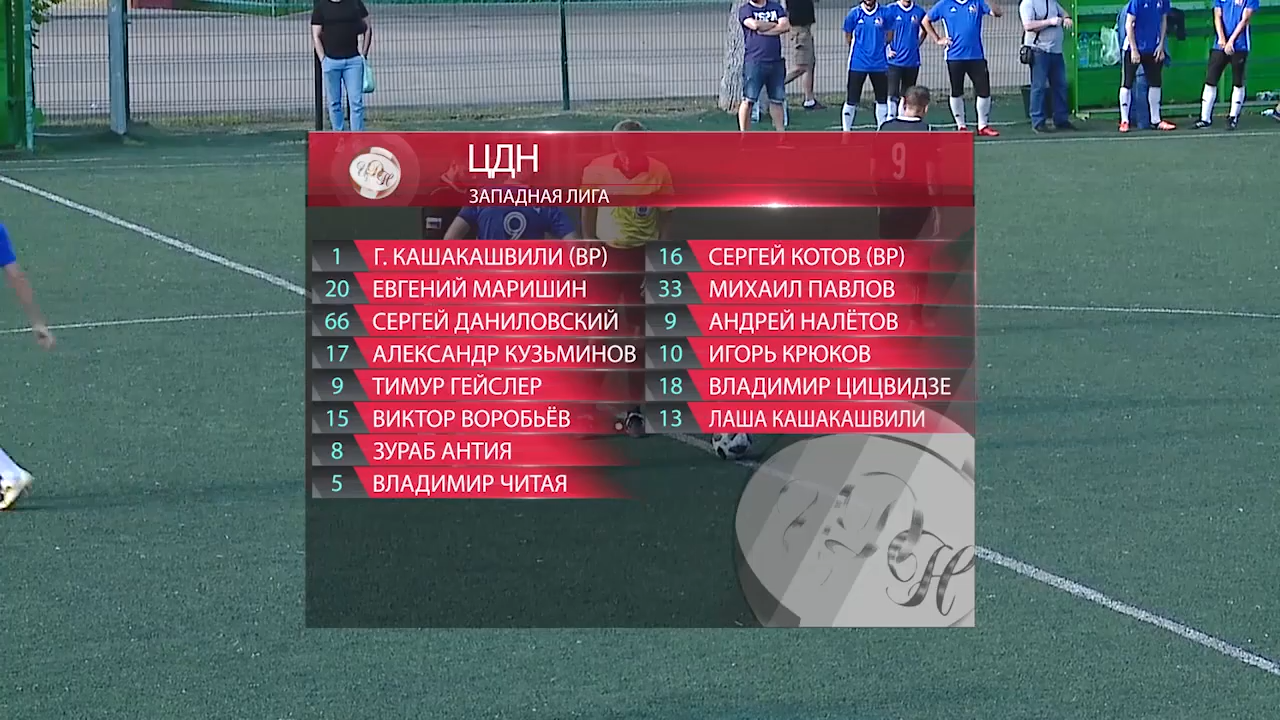 ЦДН
ЗАПАДНАЯ ЛИГА
1 Г. КАШАКАШВИЛИ (ВР)
20 ЕВГЕНИЙ МАРИШИН
66 СЕРГЕЙ ДАНИЛОВСКИЙ
17 АЛЕКСАНДР КУЗЬМИНОВ
9 ТИМУР ГЕЙСЛЕР
15 ВИКТОР ВОРОБЬЁВ
8 ЗУРАБ АНТИЯ
5 ВЛАДИМИР ЧИТАЯ
16 СЕРГЕЙ КОТОВ (ВР)
33 МИХАИЛ ПАВЛОВ
9 АНДРЕЙ НАЛЁТОВ
10 ИГОРЬ КРЮКОВ
18 ВЛАДИМИР ЦИЦВИДЗЕ
13 ЛАША КАШАКАШВИЛИ
9
9
Н